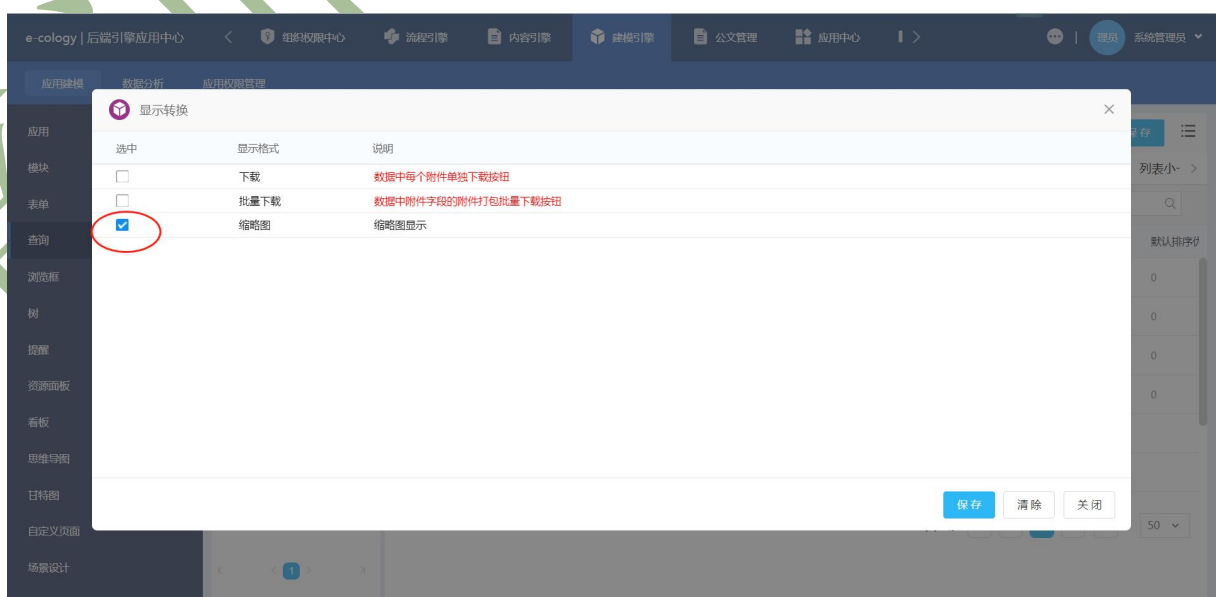 e-cology | 后端引擎应用中心 组织权限中心 流程引擎 内容引擎 建模引擎 公文管理 应用中心 理员 系统管理员
应用建模 数据分析 应用权限管理
显示转换
应用
模块
表单
查询
浏览框
树
提醒
资源面板
看板
思维导图
甘特图
自定义页面
场景设计
选中 显示格式 说明
下载 数据中每个附件单独下载按钮
批量下载 数据中附件字段的附件打包批量下载按钮
缩略图 缩略图显示
保存 清除 关闭
列表小-
默认排序
0
0
0
0
50
1